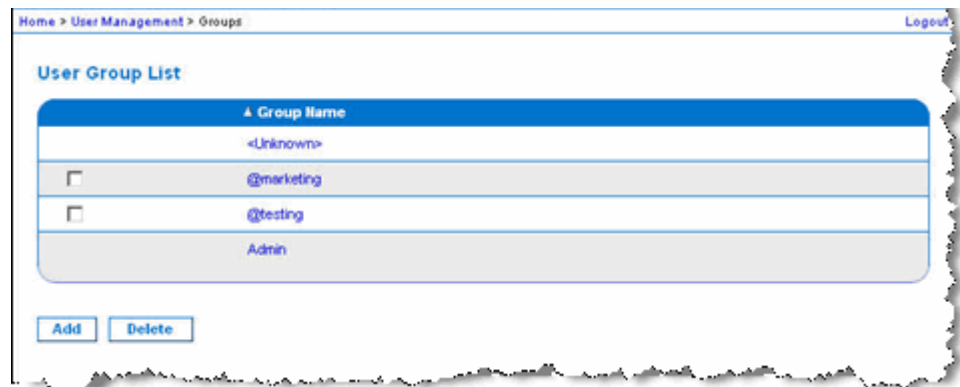 Home > User Management > Groups Logout
User Group List
▲ Group Name
<Unknown>
@marketing
@testing
Admin
Add Delete